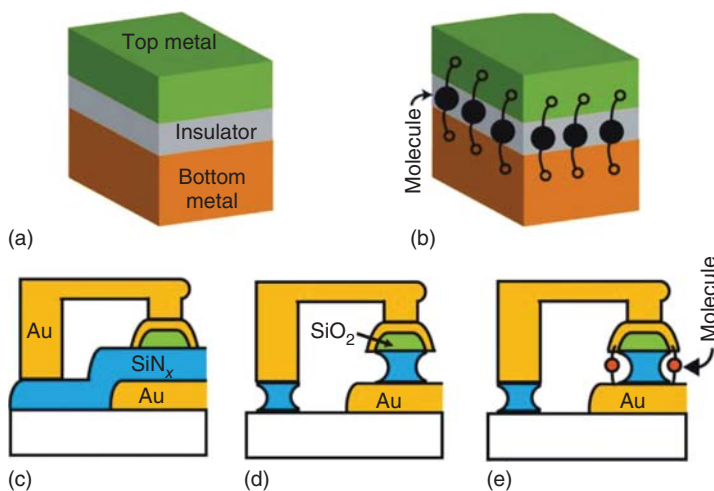 Top metal
Insulator
Bottom
metal
(a)
Molecule
(b)
Au
SiNₓ
Au
(c)
SiO₂
Au
(d)
Molecule
Au
(e)